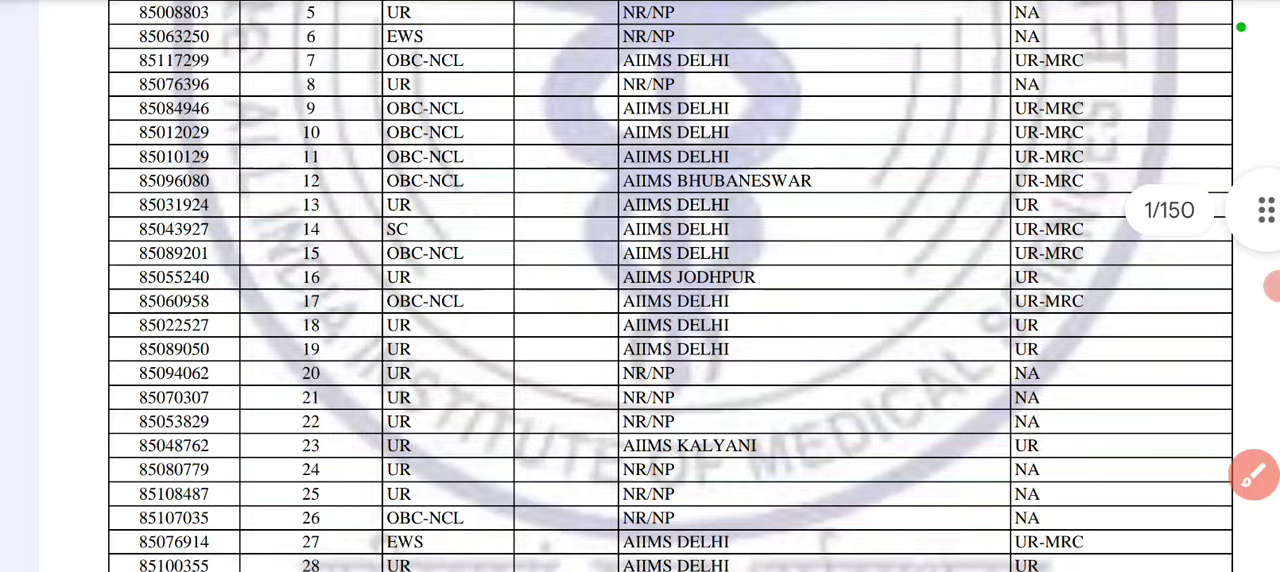 85008803 5 UR NR/NP NA
85063250 6 EWS NR/NP NA
85117299 7 OBC-NCL AIIMS DELHI UR-MRC
85076396 8 UR NR/NP NA
85084946 9 OBC-NCL AIIMS DELHI UR-MRC
85012029 10 OBC-NCL AIIMS DELHI UR-MRC
85010129 11 OBC-NCL AIIMS DELHI UR-MRC
85096080 12 OBC-NCL AIIMS BHUBANESWAR UR-MRC
85031924 13 UR AIIMS DELHI UR
1/150
85043927 14 SC AIIMS DELHI UR-MRC
85089201 15 OBC-NCL AIIMS DELHI UR-MRC
85055240 16 UR AIIMS JODHPUR UR
85060958 17 OBC-NCL AIIMS DELHI UR-MRC
85022527 18 UR AIIMS DELHI UR
85089050 19 UR AIIMS DELHI UR
85094062 20 UR NR/NP NA
85070307 21 UR NR/NP NA
85053829 22 UR NR/NP NA
85048762 23 UR AIIMS KALYANI UR
85080779 24 UR NR/NP NA
85108487 25 UR NR/NP NA
85107035 26 OBC-NCL NR/NP NA
85076914 27 EWS AIIMS DELHI UR-MRC
85100355 28 UR AIIMS DELHI UR
ALL INDIA INSTITUTE OF MEDICAL SCIENCES